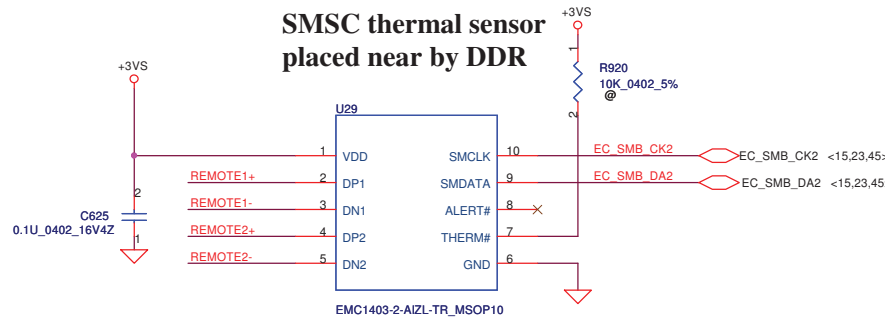 SMSC thermal sensor
placed near by DDR
+3VS
+3VS
1
R920
10K_0402_5%
@
2
U29
1 VDD SMCLK 10 EC_SMB_CK2 EC_SMB_CK2 <15,23,45>
REMOTE1+ 2 DP1 SMDATA 9 EC_SMB_DA2 EC_SMB_DA2 <15,23,45
REMOTE1- 3 DN1 ALERT# 8
REMOTE2+ 4 DP2 THERM# 7
REMOTE2- 5 DN2 GND 6
2
C625
0.1U_0402_16V4Z
1
EMC1403-2-AIZL-TR_MSOP10